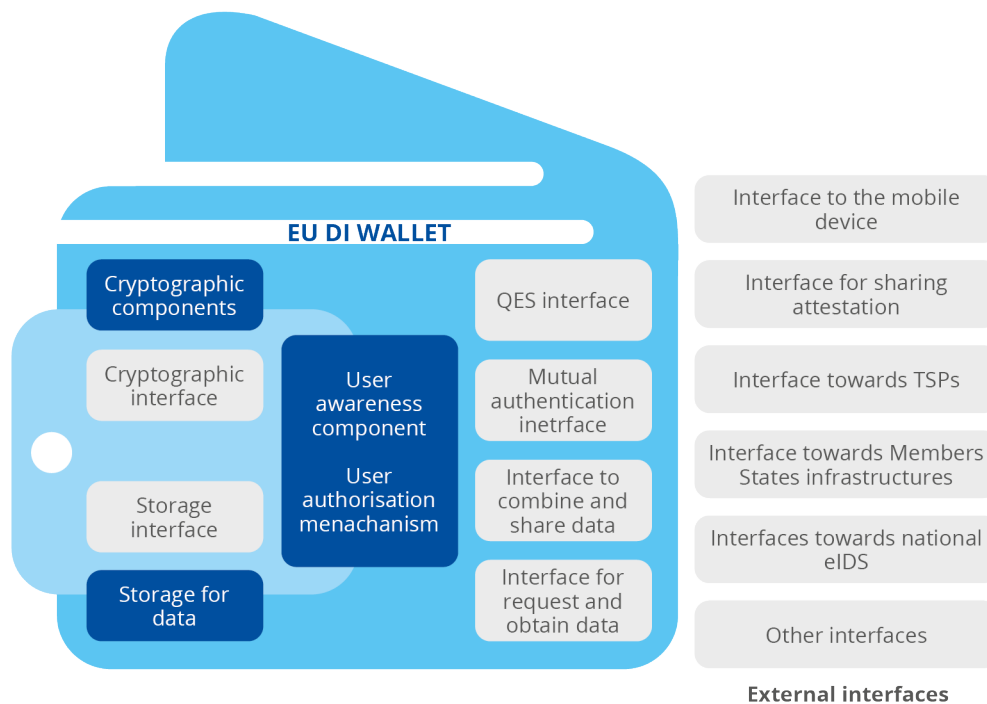 EU DI WALLET
Cryptographic
components
Cryptographic
interface
Storage
interface
Storage for
data
User
awareness
component
User
authorisation
menachanism
QES interface
Mutual
authentication
inetrface
Interface to
combine and
share data
Interface for
request and
obtain data
Interface to the mobile
device
Interface for sharing
attestation
Interface towards TSPs
Interface towards Members
States infrastructures
Interfaces towards national
eIDS
Other interfaces
External interfaces